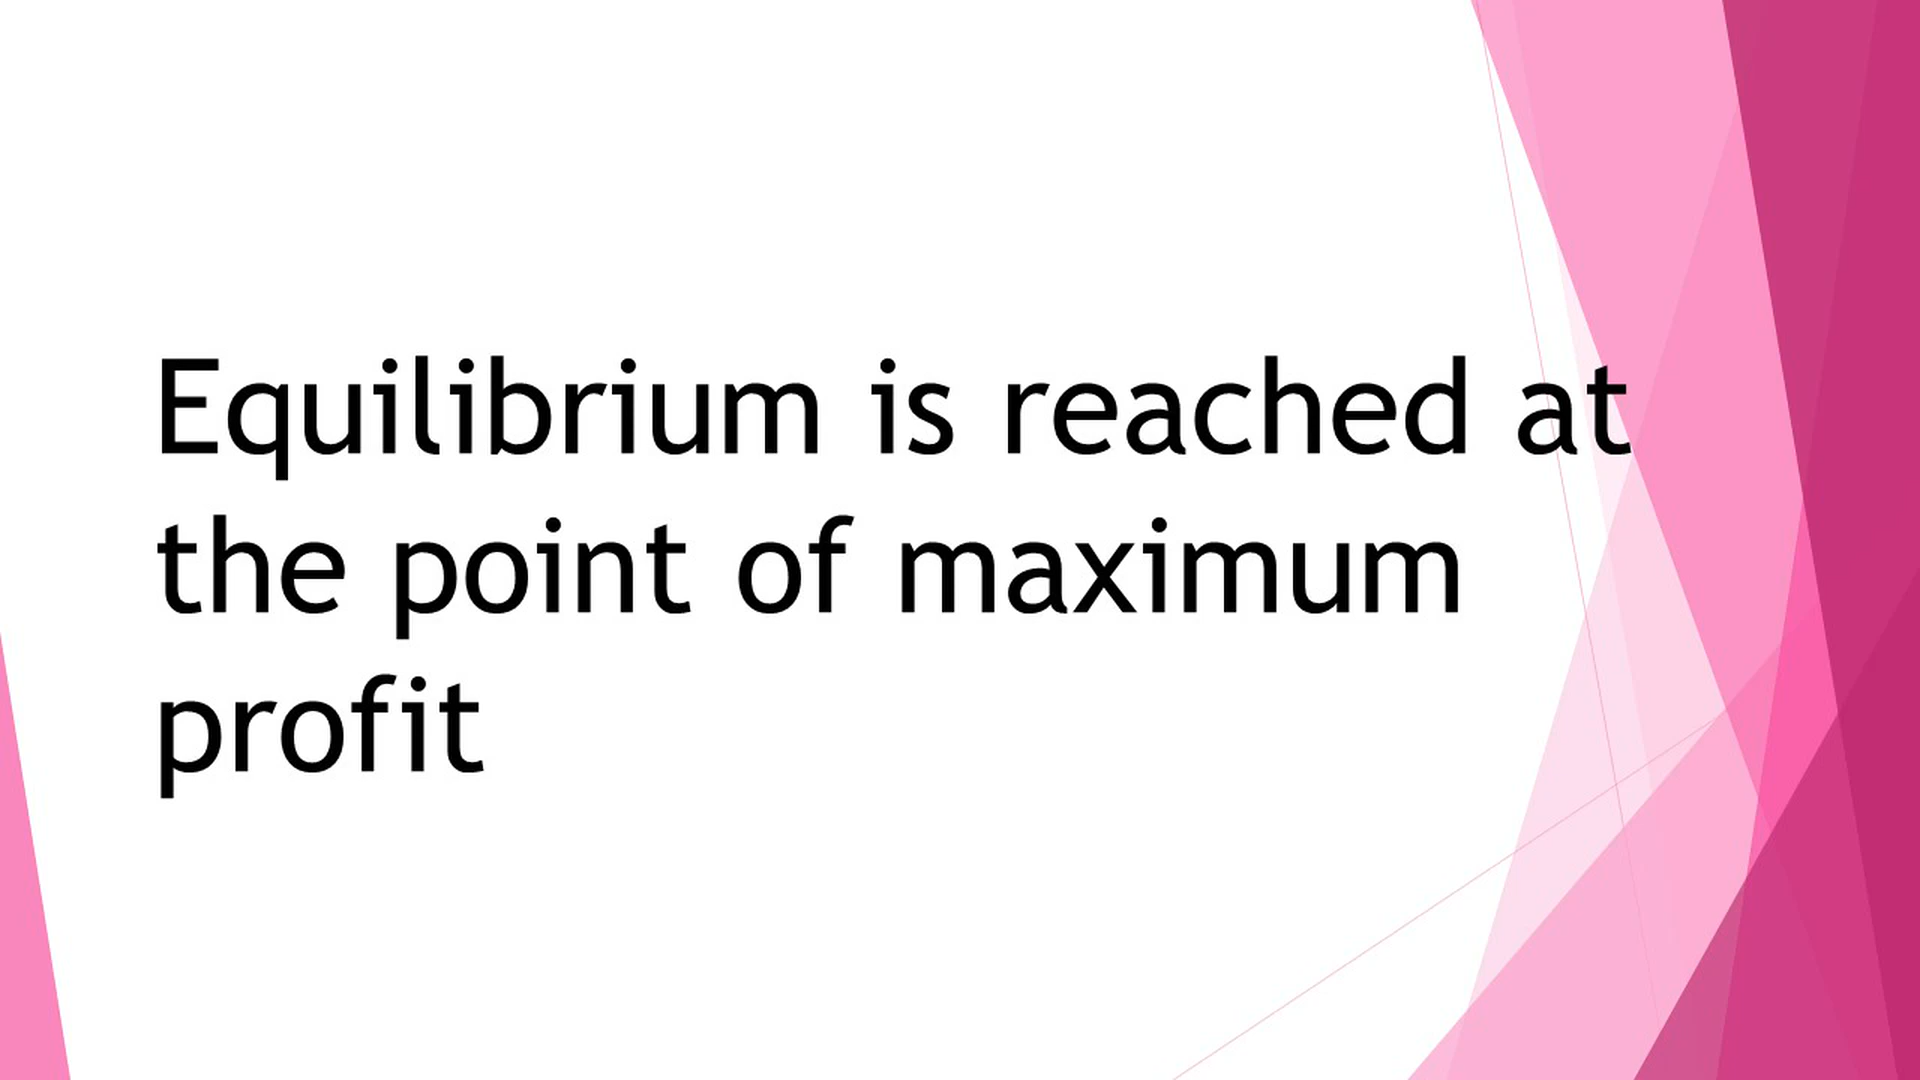 Equilibrium is reached at
the point of maximum
profit